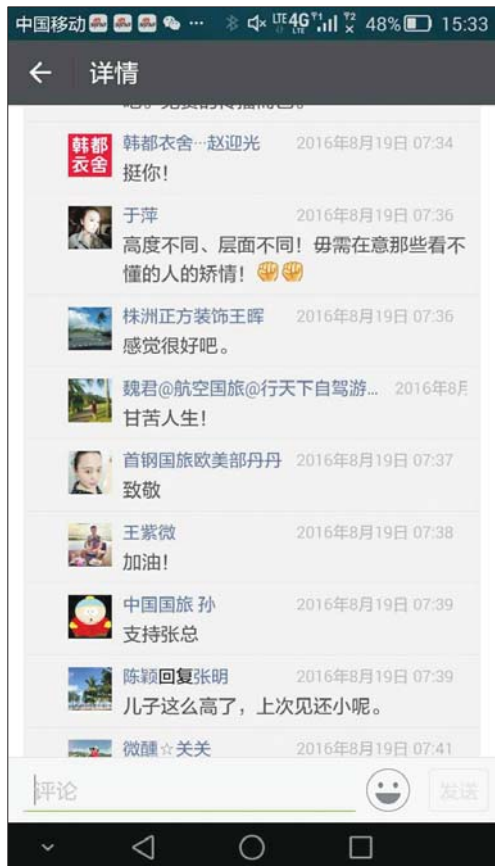 中国移动 ··· LTE 4G T1 T2 48% 15:33
详情
韩都衣舍
韩都衣舍…赵迎光 2016年8月19日 07:34
挺你！
于萍 2016年8月19日 07:36
高度不同、层面不同！毋需在意那些看不
懂的人的矫情！
株洲正方装饰王晖 2016年8月19日 07:36
感觉很好吧。
魏君@航空国旅@行天下自驾游... 2016年8月
甘苦人生！
首钢国旅欧美部丹丹 2016年8月19日 07:37
致敬
王紫微 2016年8月19日 07:38
加油！
中国国旅 孙 2016年8月19日 07:39
支持张总
陈颖回复张明 2016年8月19日 07:39
儿子这么高了，上次见还小呢。
微醺☆关关 2016年8月19日 07:41
评论 发送